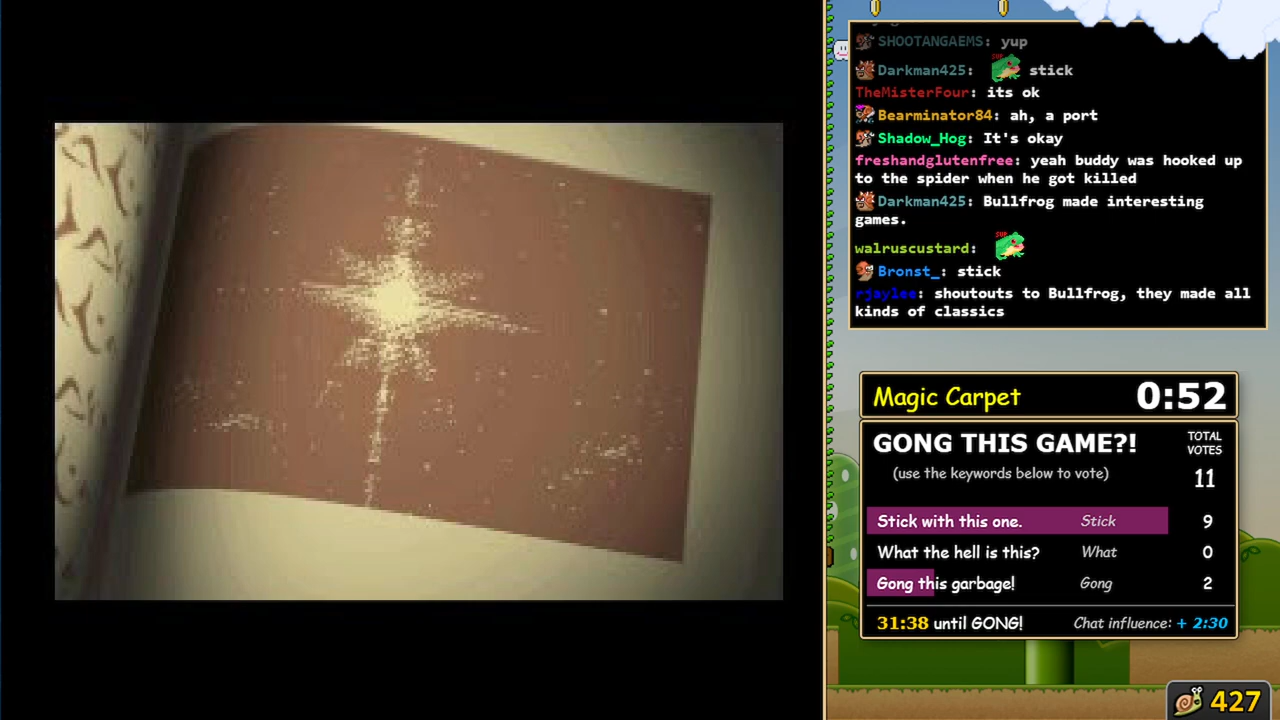 SHOOTANGAEMS: yup
Darkman425: stick
TheMisterFour: its ok
Bearminator84: ah, a port
Shadow_Hog: It's okay
freshandglutenfree: yeah buddy was hooked up
to the spider when he got killed
Darkman425: Bullfrog made interesting
games.
walruscustard:
Bronst_: stick
rjaylee: shoutouts to Bullfrog, they made all
kinds of classics
Magic Carpet 0:52
GONG THIS GAME?! TOTAL VOTES
(use the keywords below to vote) 11
Stick with this one. Stick 9
What the hell is this? What 0
Gong this garbage! Gong 2
31:38 until GONG! Chat influence: + 2:30
427